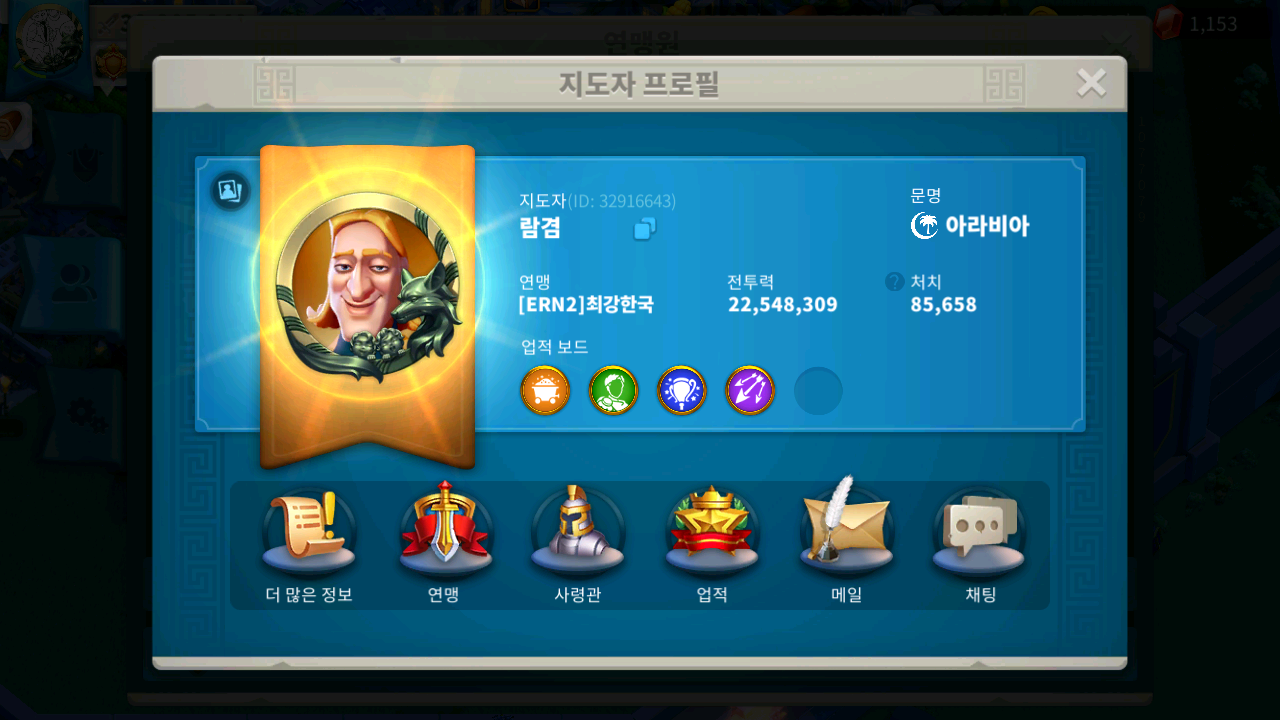 연맹원
1,153
지도자 프로필
지도자(ID: 32916643)
람겸
문명
아라비아
연맹
[ERN2]최강한국
전투력
22,548,309
? 처치
85,658
업적 보드
더 많은 정보
연맹
사령관
업적
메일
채팅